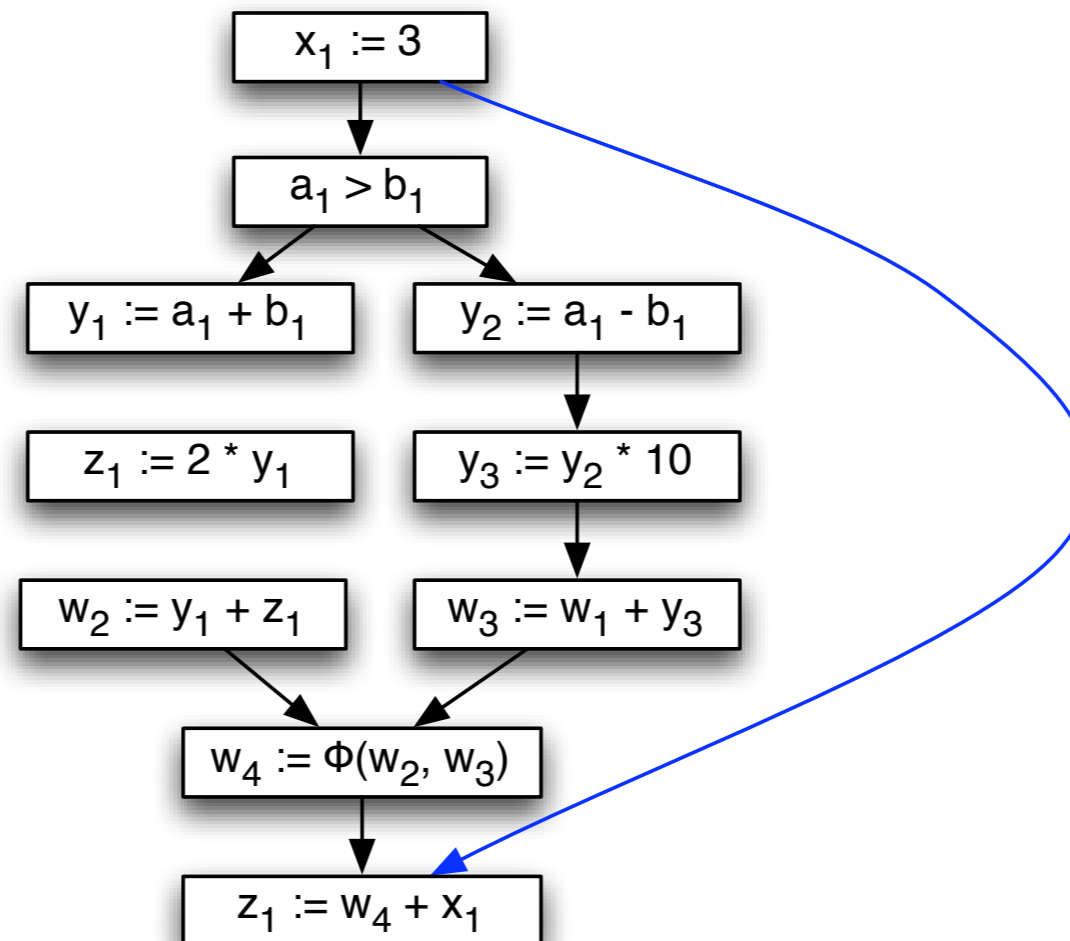 x₁ := 3
a₁ > b₁
y₁ := a₁ + b₁
y₂ := a₁ - b₁
z₁ := 2 * y₁
y₃ := y₂ * 10
w₂ := y₁ + z₁
w₃ := w₁ + y₃
w₄ := Φ(w₂, w₃)
z₁ := w₄ + x₁